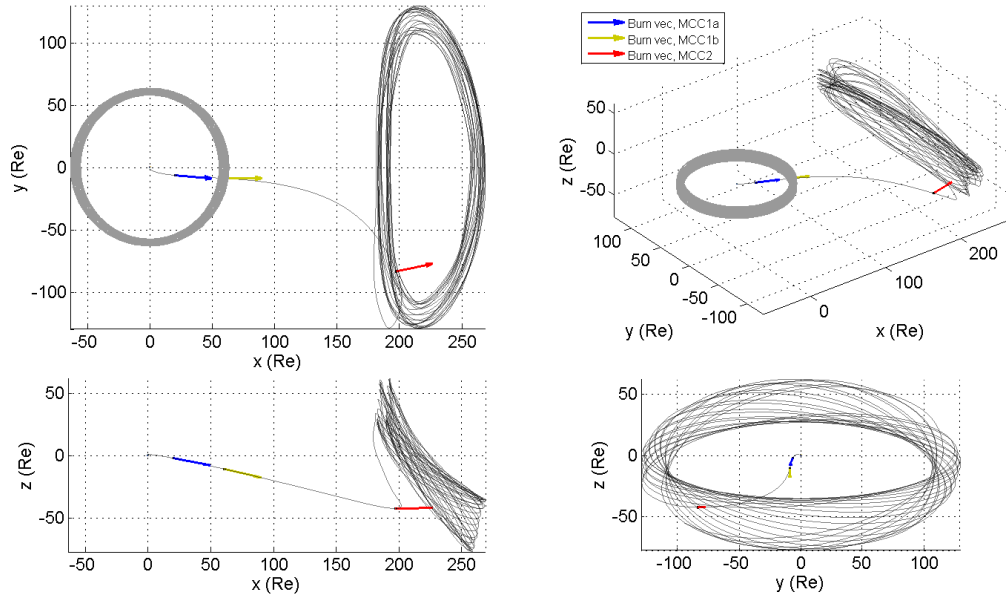 100
50
0
-50
-100
y (Re)
-50 0 50 100 150 200 250
x (Re)
Burn vec, MCC1a
Burn vec, MCC1b
Burn vec, MCC2
50
0
-50
z (Re)
100
50
0
-50
-100
y (Re)
0
100
200
x (Re)
50
0
-50
z (Re)
-50 0 50 100 150 200 250
x (Re)
50
0
-50
z (Re)
-100 -50 0 50 100
y (Re)